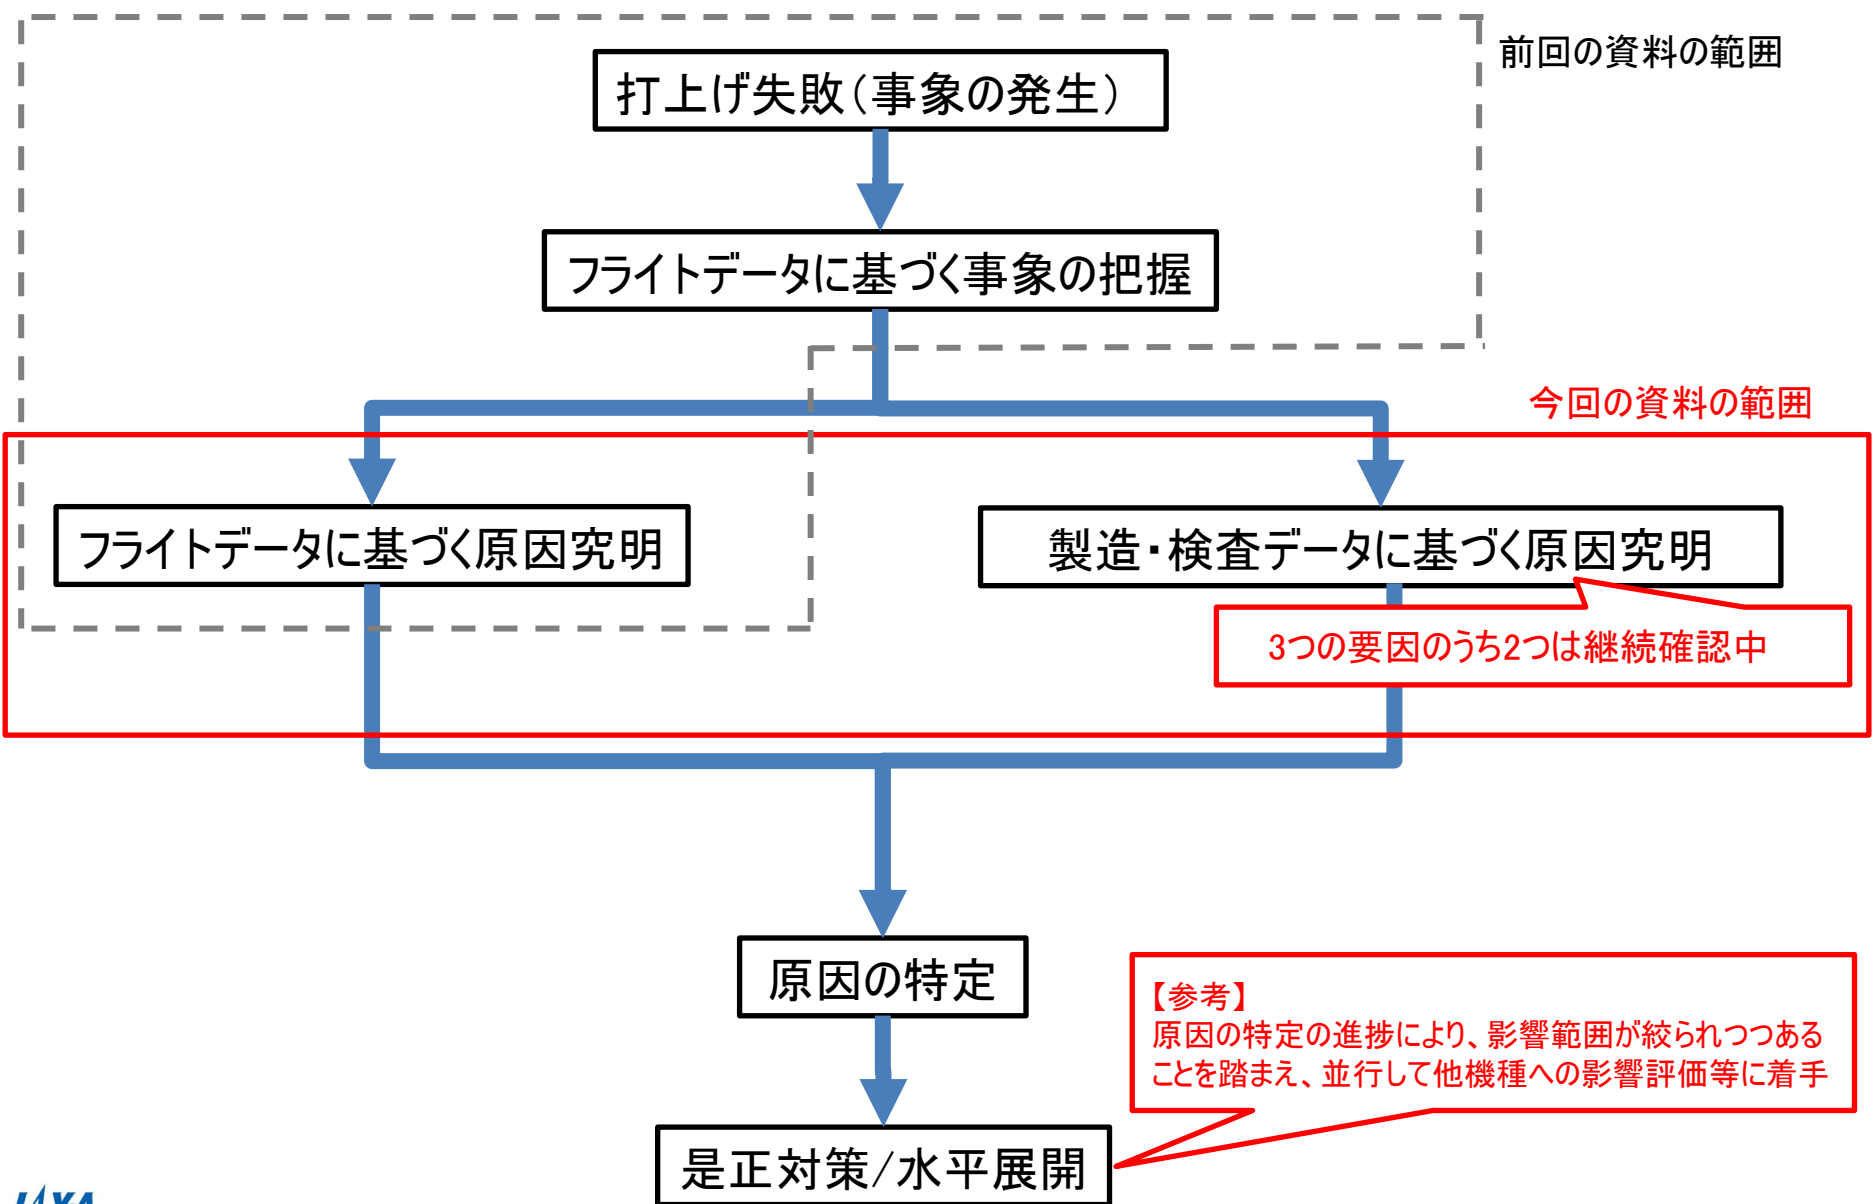 前回の資料の範囲
打上げ失敗(事象の発生)
フライトデータに基づく事象の把握
今回の資料の範囲
フライトデータに基づく原因究明
製造・検査データに基づく原因究明
3つの要因のうち2つは継続確認中
原因の特定
【参考】
原因の特定の進捗により、影響範囲が絞られつつある
ことを踏まえ、並行して他機種への影響評価等に着手
是正対策/水平展開
JAXA